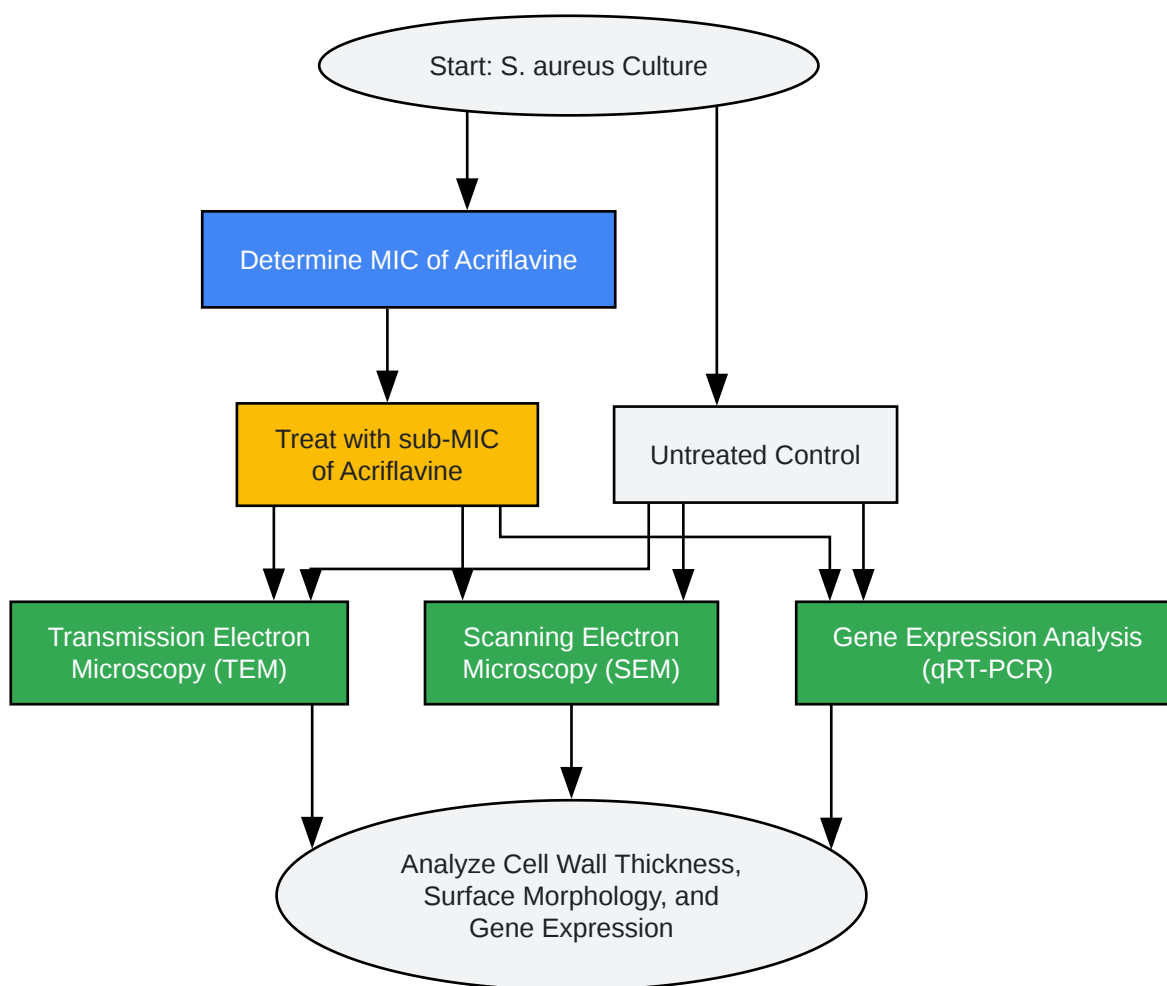 Start: S. aureus Culture
Determine MIC of Acriflavine
Treat with sub-MIC
of Acriflavine
Untreated Control
Transmission Electron
Microscopy (TEM)
Scanning Electron
Microscopy (SEM)
Gene Expression Analysis
(qRT-PCR)
Analyze Cell Wall Thickness,
Surface Morphology, and
Gene Expression